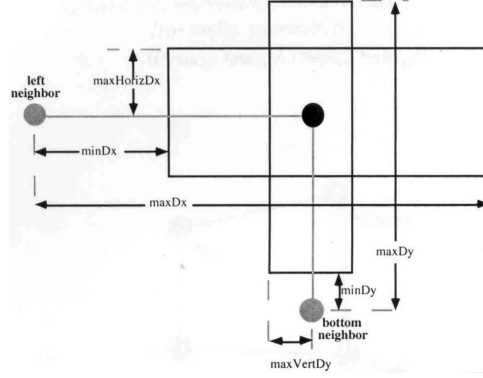 maxHorizDx
left
neighbor
minDx
maxDx
maxDy
minDy
bottom
neighbor
maxVertDy